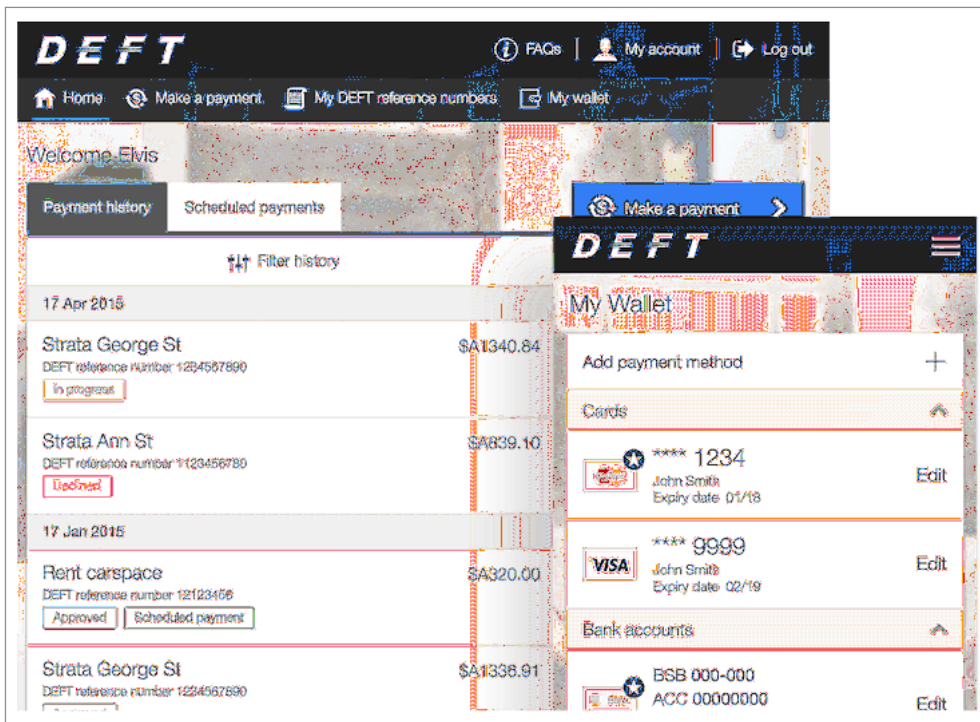 DEFT
FAQs | My account | Log out
Home Make a payment My DEFT reference numbers My wallet
Welcome Elvis
Payment history Scheduled payments
Make a payment
Filter history
17 Apr 2015
Strata George St $A1340.84
DEFT reference number 1234567890
In progress
Strata Ann St $A839.10
DEFT reference number 1123456780
Declined
17 Jan 2015
Rent carspace $A320.00
DEFT reference number 12123456
Approved Scheduled payment
Strata George St $A1336.91
DEFT reference number 1234567890
DEFT
My Wallet
Add payment method
Cards
**** 1234
John Smith
Expiry date 01/18
Edit
**** 9999
VISA
John Smith
Expiry date 02/19
Edit
Bank accounts
BSB 000-000
ACC 00000000
Edit